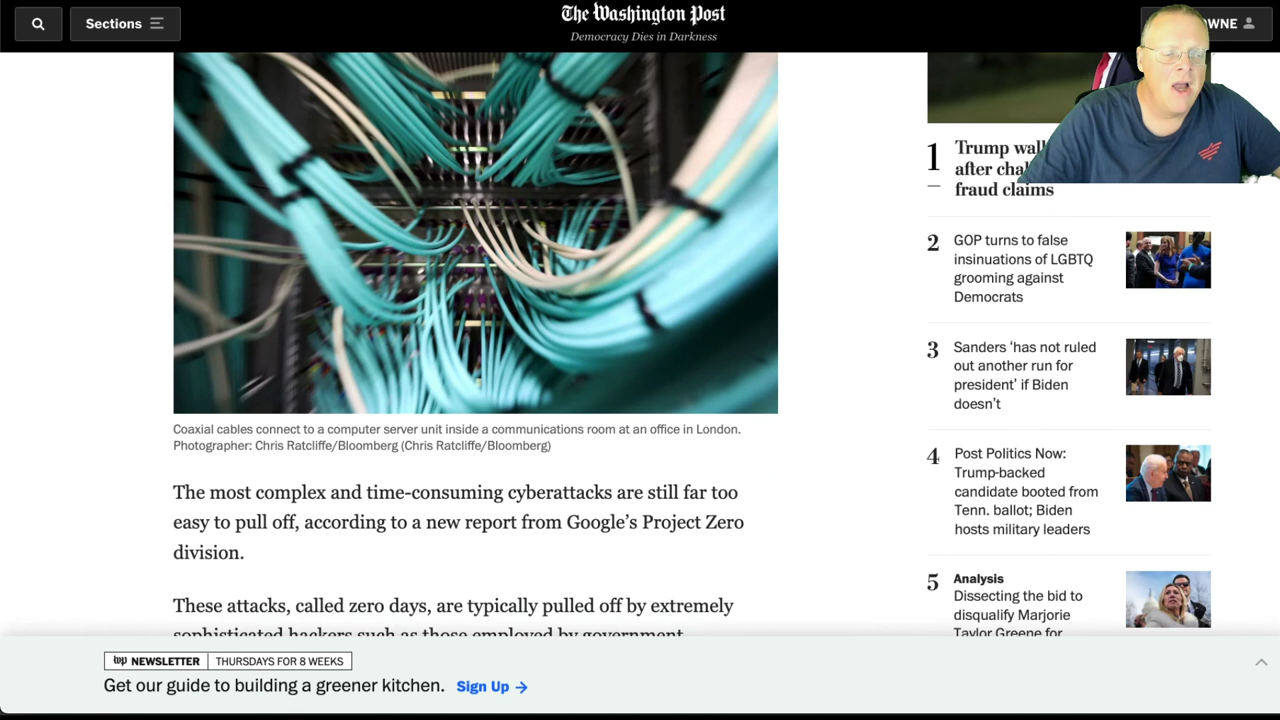 Sections
The Washington Post
Democracy Dies in Darkness
Coaxial cables connect to a computer server unit inside a communications room at an office in London.
Photographer: Chris Ratcliffe/Bloomberg (Chris Ratcliffe/Bloomberg)
The most complex and time-consuming cyberattacks are still far too
easy to pull off, according to a new report from Google’s Project Zero
division.
These attacks, called zero days, are typically pulled off by extremely
sophisticated hackers such as those employed by government
1
Trump
after
fraud claims
2
GOP turns to false
insinuations of LGBTQ
grooming against
Democrats
3
Sanders ‘has not ruled
out another run for
president’ if Biden
doesn’t
4
Post Politics Now:
Trump-backed
candidate booted from
Tenn. ballot; Biden
hosts military leaders
5
Analysis
Dissecting the bid to
disqualify Marjorie
Taylor Greene for
wp NEWSLETTER THURSDAYS FOR 8 WEEKS
Get our guide to building a greener kitchen. Sign Up →